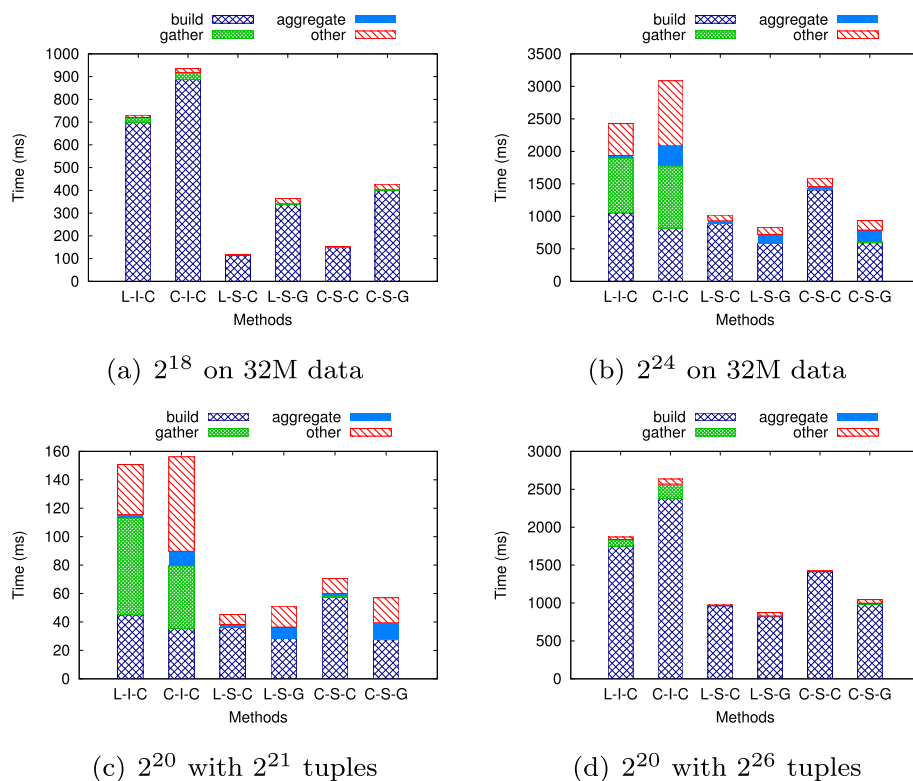 build aggregate
gather other
1000
900
800
700
600
500
400
300
200
100
0
Time (ms)
L-I-C C-I-C L-S-C L-S-G C-S-C C-S-G
Methods
(a) 2^18 on 32M data
build aggregate
gather other
3500
3000
2500
2000
1500
1000
500
0
Time (ms)
L-I-C C-I-C L-S-C L-S-G C-S-C C-S-G
Methods
(b) 2^24 on 32M data
build aggregate
gather other
160
140
120
100
80
60
40
20
0
Time (ms)
L-I-C C-I-C L-S-C L-S-G C-S-C C-S-G
Methods
(c) 2^20 with 2^21 tuples
build aggregate
gather other
3000
2500
2000
1500
1000
500
0
Time (ms)
L-I-C C-I-C L-S-C L-S-G C-S-C C-S-G
Methods
(d) 2^20 with 2^26 tuples